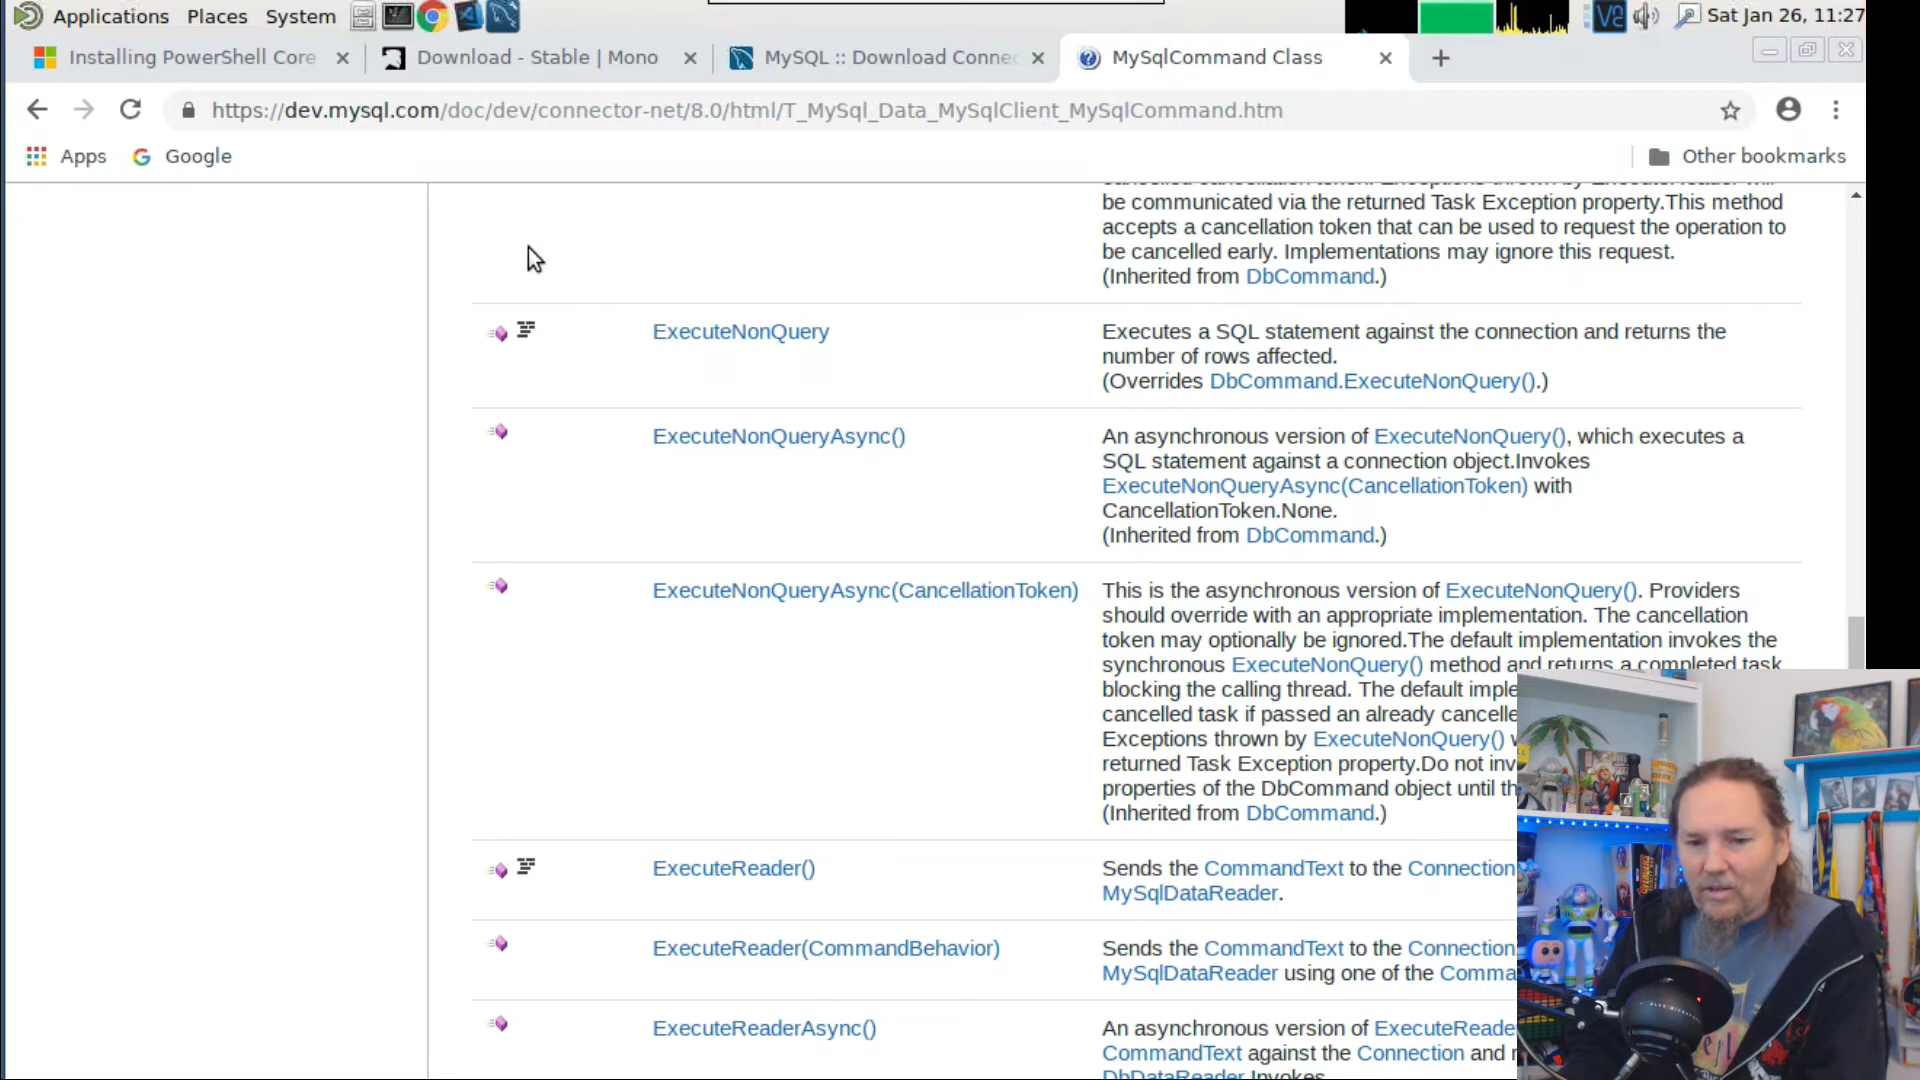 Applications Places System
Sat Jan 26, 11:27
Installing PowerShell Core
Download - Stable | Mono
MySQL :: Download Connec
MySqlCommand Class
https://dev.mysql.com/doc/dev/connector-net/8.0/html/T_MySql_Data_MySqlClient_MySqlCommand.htm
Apps
Google
Other bookmarks
be communicated via the returned Task Exception property.This method
accepts a cancellation token that can be used to request the operation to
be cancelled early. Implementations may ignore this request.
(Inherited from DbCommand.)
ExecuteNonQuery
Executes a SQL statement against the connection and returns the
number of rows affected.
(Overrides DbCommand.ExecuteNonQuery().)
ExecuteNonQueryAsync()
An asynchronous version of ExecuteNonQuery(), which executes a
SQL statement against a connection object.Invokes
ExecuteNonQueryAsync(CancellationToken) with
CancellationToken.None.
(Inherited from DbCommand.)
ExecuteNonQueryAsync(CancellationToken)
This is the asynchronous version of ExecuteNonQuery(). Providers
should override with an appropriate implementation. The cancellation
token may optionally be ignored.The default implementation invokes the
synchronous ExecuteNonQuery() method and returns a completed task,
blocking the calling thread. The default imple
cancelled task if passed an already cancelle
Exceptions thrown by ExecuteNonQuery() w
returned Task Exception property.Do not inv
properties of the DbCommand object until th
(Inherited from DbCommand.)
ExecuteReader()
Sends the CommandText to the Connection
MySqlDataReader.
ExecuteReader(CommandBehavior)
Sends the CommandText to the Connection
MySqlDataReader using one of the Comma
ExecuteReaderAsync()
An asynchronous version of ExecuteReade
CommandText against the Connection and r
DbDataReader.Invokes